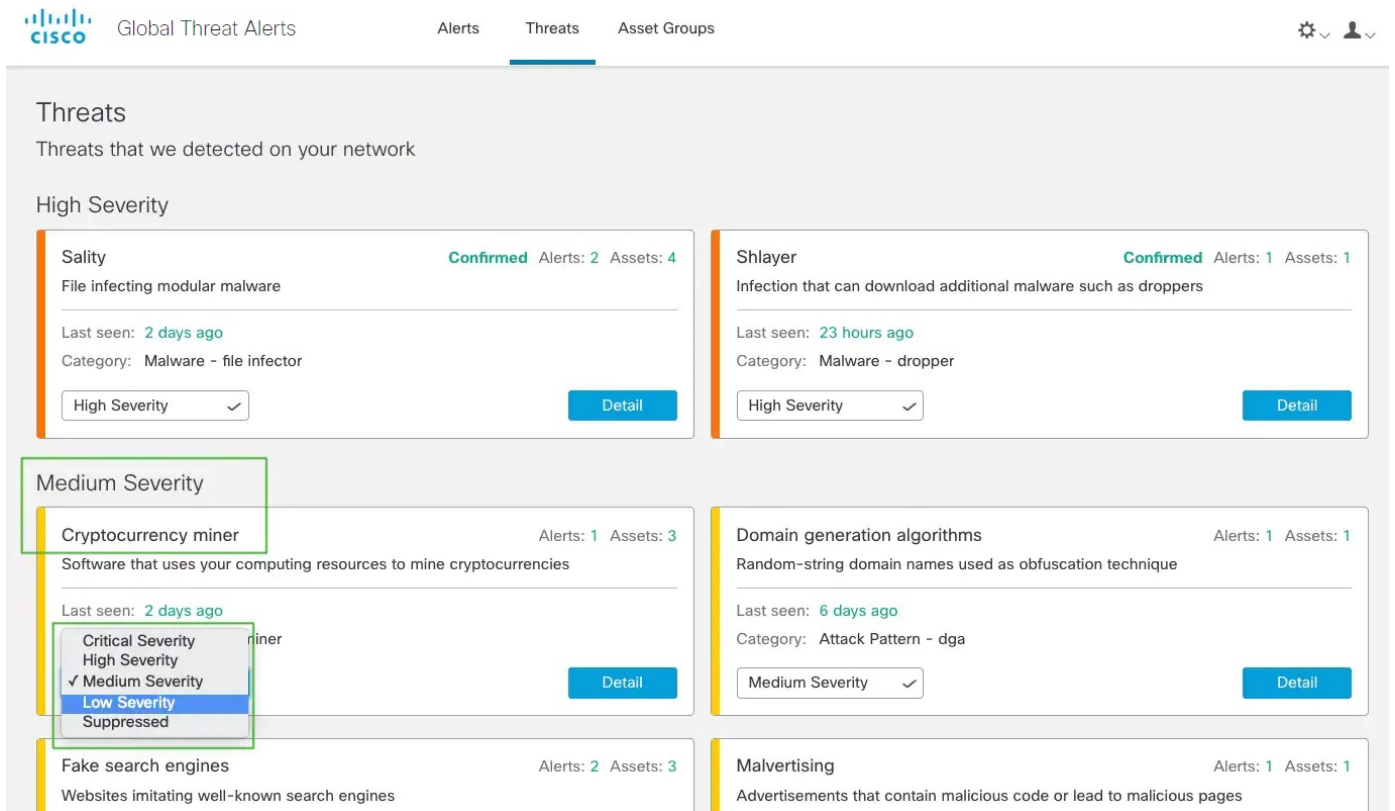 CISCO Global Threat Alerts Alerts Threats Asset Groups
Threats
Threats that we detected on your network
High Severity
Sality Confirmed Alerts: 2 Assets: 4
File infecting modular malware
Last seen: 2 days ago
Category: Malware - file infector
High Severity Detail
Shlayer Confirmed Alerts: 1 Assets: 1
Infection that can download additional malware such as droppers
Last seen: 23 hours ago
Category: Malware - dropper
High Severity Detail
Medium Severity
Cryptocurrency miner Alerts: 1 Assets: 3
Software that uses your computing resources to mine cryptocurrencies
Last seen: 2 days ago
Critical Severity
High Severity
✓ Medium Severity
Low Severity
Suppressed
Detail
Domain generation algorithms Alerts: 1 Assets: 1
Random-string domain names used as obfuscation technique
Last seen: 6 days ago
Category: Attack Pattern - dga
Medium Severity Detail
Fake search engines Alerts: 2 Assets: 3
Websites imitating well-known search engines
Malvertising Alerts: 1 Assets: 1
Advertisements that contain malicious code or lead to malicious pages